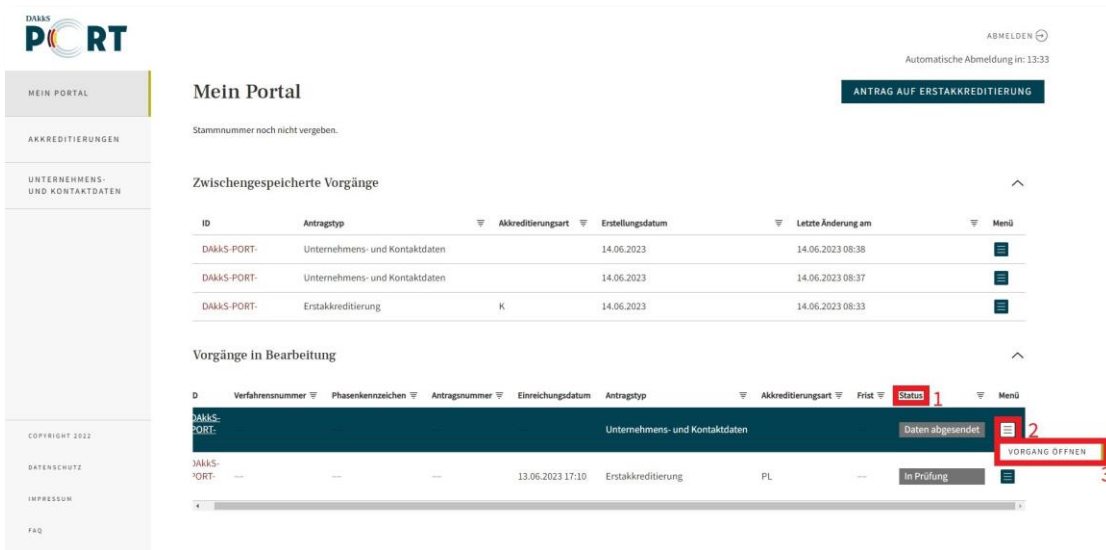 DAkkS
PORT
ABMELDEN
Automatische Abmeldung in: 13:33
MEIN PORTAL
Mein Portal
ANTRAG AUF ERSTAKKREDITIERUNG
Stammnummer noch nicht vergeben.
AKKREDITIERUNGEN
UNTERNEHMENS-
UND KONTAKTDATEN
Zwischengespeicherte Vorgänge
ID Antragstyp Akkreditierungsart Erstellungsdatum Letzte Änderung am Menü
DAkkS-PORT- Unternehmens- und Kontaktdaten 14.06.2023 14.06.2023 08:38
DAkkS-PORT- Unternehmens- und Kontaktdaten 14.06.2023 14.06.2023 08:37
DAkkS-PORT- Erstakkreditierung K 14.06.2023 14.06.2023 08:33
Vorgänge in Bearbeitung
D Verfahrensnummer Phasenkennzeichen Antragsnummer Einreichungsdatum Antragstyp Akkreditierungsart Frist Status 1 Menü
DAkkS-
PORT- Unternehmens- und Kontaktdaten Daten abgesendet 2
VORGANG ÖFFNEN
3
DAkkS-
PORT- --- --- --- 13.06.2023 17:10 Erstakkreditierung PL --- In Prüfung
COPYRIGHT 2022
DATENSCHUTZ
IMPRESSUM
FAQ